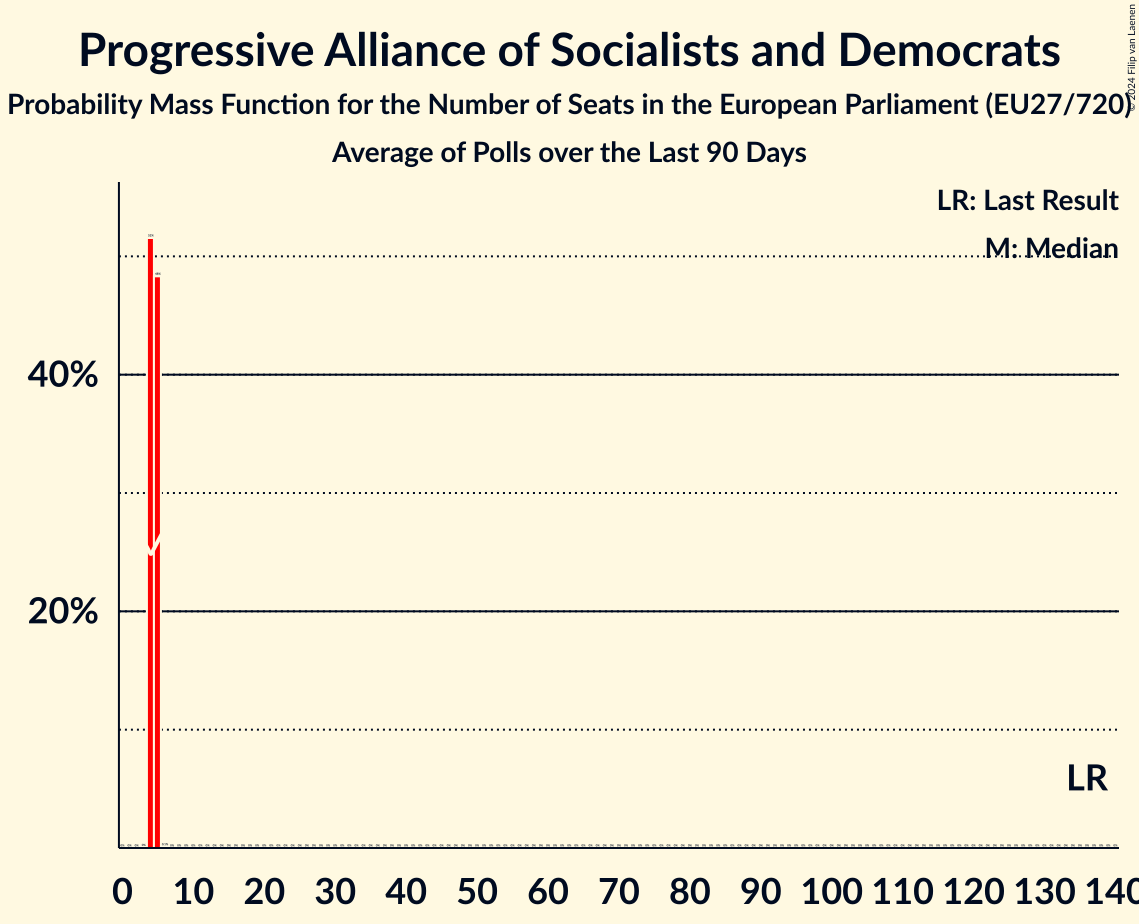 Progressive Alliance of Socialists and Democrats
Probability Mass Function for the Number of Seats in the European Parliament (EU27/720)
Average of Polls over the Last 90 Days
© 2024 Filip van Laenen
LR: Last Result
M: Median
40%
20%
LR
0 10 20 30 40 50 60 70 80 90 100 110 120 130 140